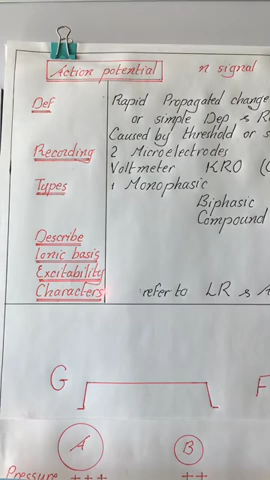 Action potential n signal
Def Rapid Propagated change
or simple Dep &
Caused by threshold or
Recording 2 Microelectrodes
Voltmeter KRO
Types 1 Monophasic
Biphasic
Compound
Describe
Ionic basis
Excitability
Characters refer to LR &
G F
A B
Pressure +++ ++